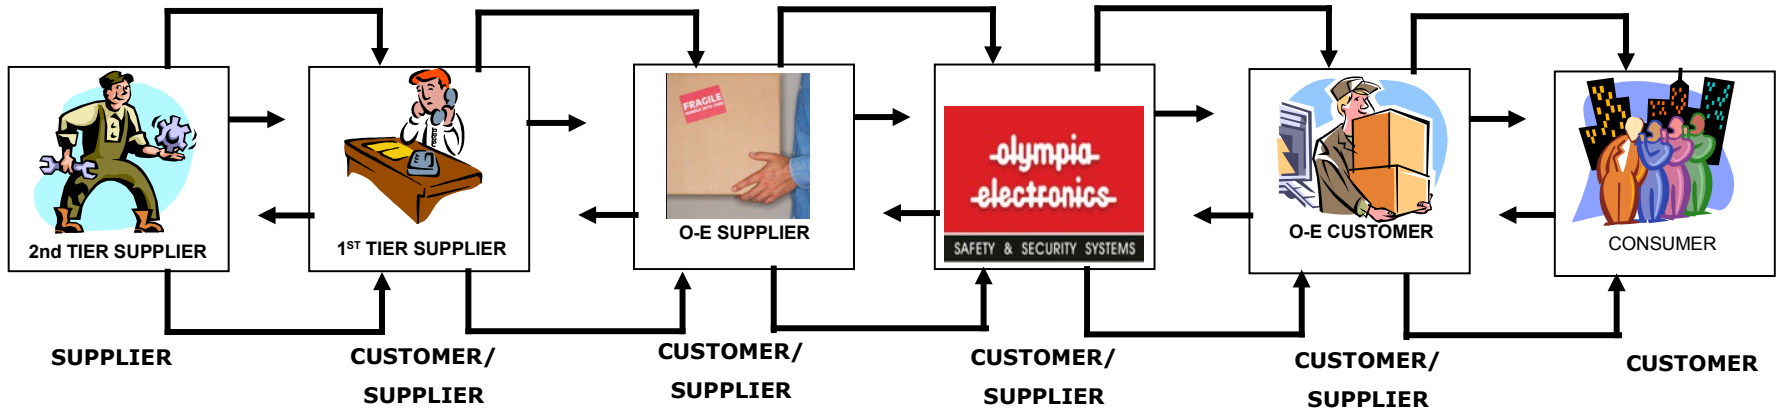 FRAGILE
olympia
electronics
SAFETY & SECURITY SYSTEMS
2nd TIER SUPPLIER
1ST TIER SUPPLIER
O-E SUPPLIER
O-E CUSTOMER
CONSUMER
SUPPLIER
CUSTOMER/
SUPPLIER
CUSTOMER/
SUPPLIER
CUSTOMER/
SUPPLIER
CUSTOMER/
SUPPLIER
CUSTOMER